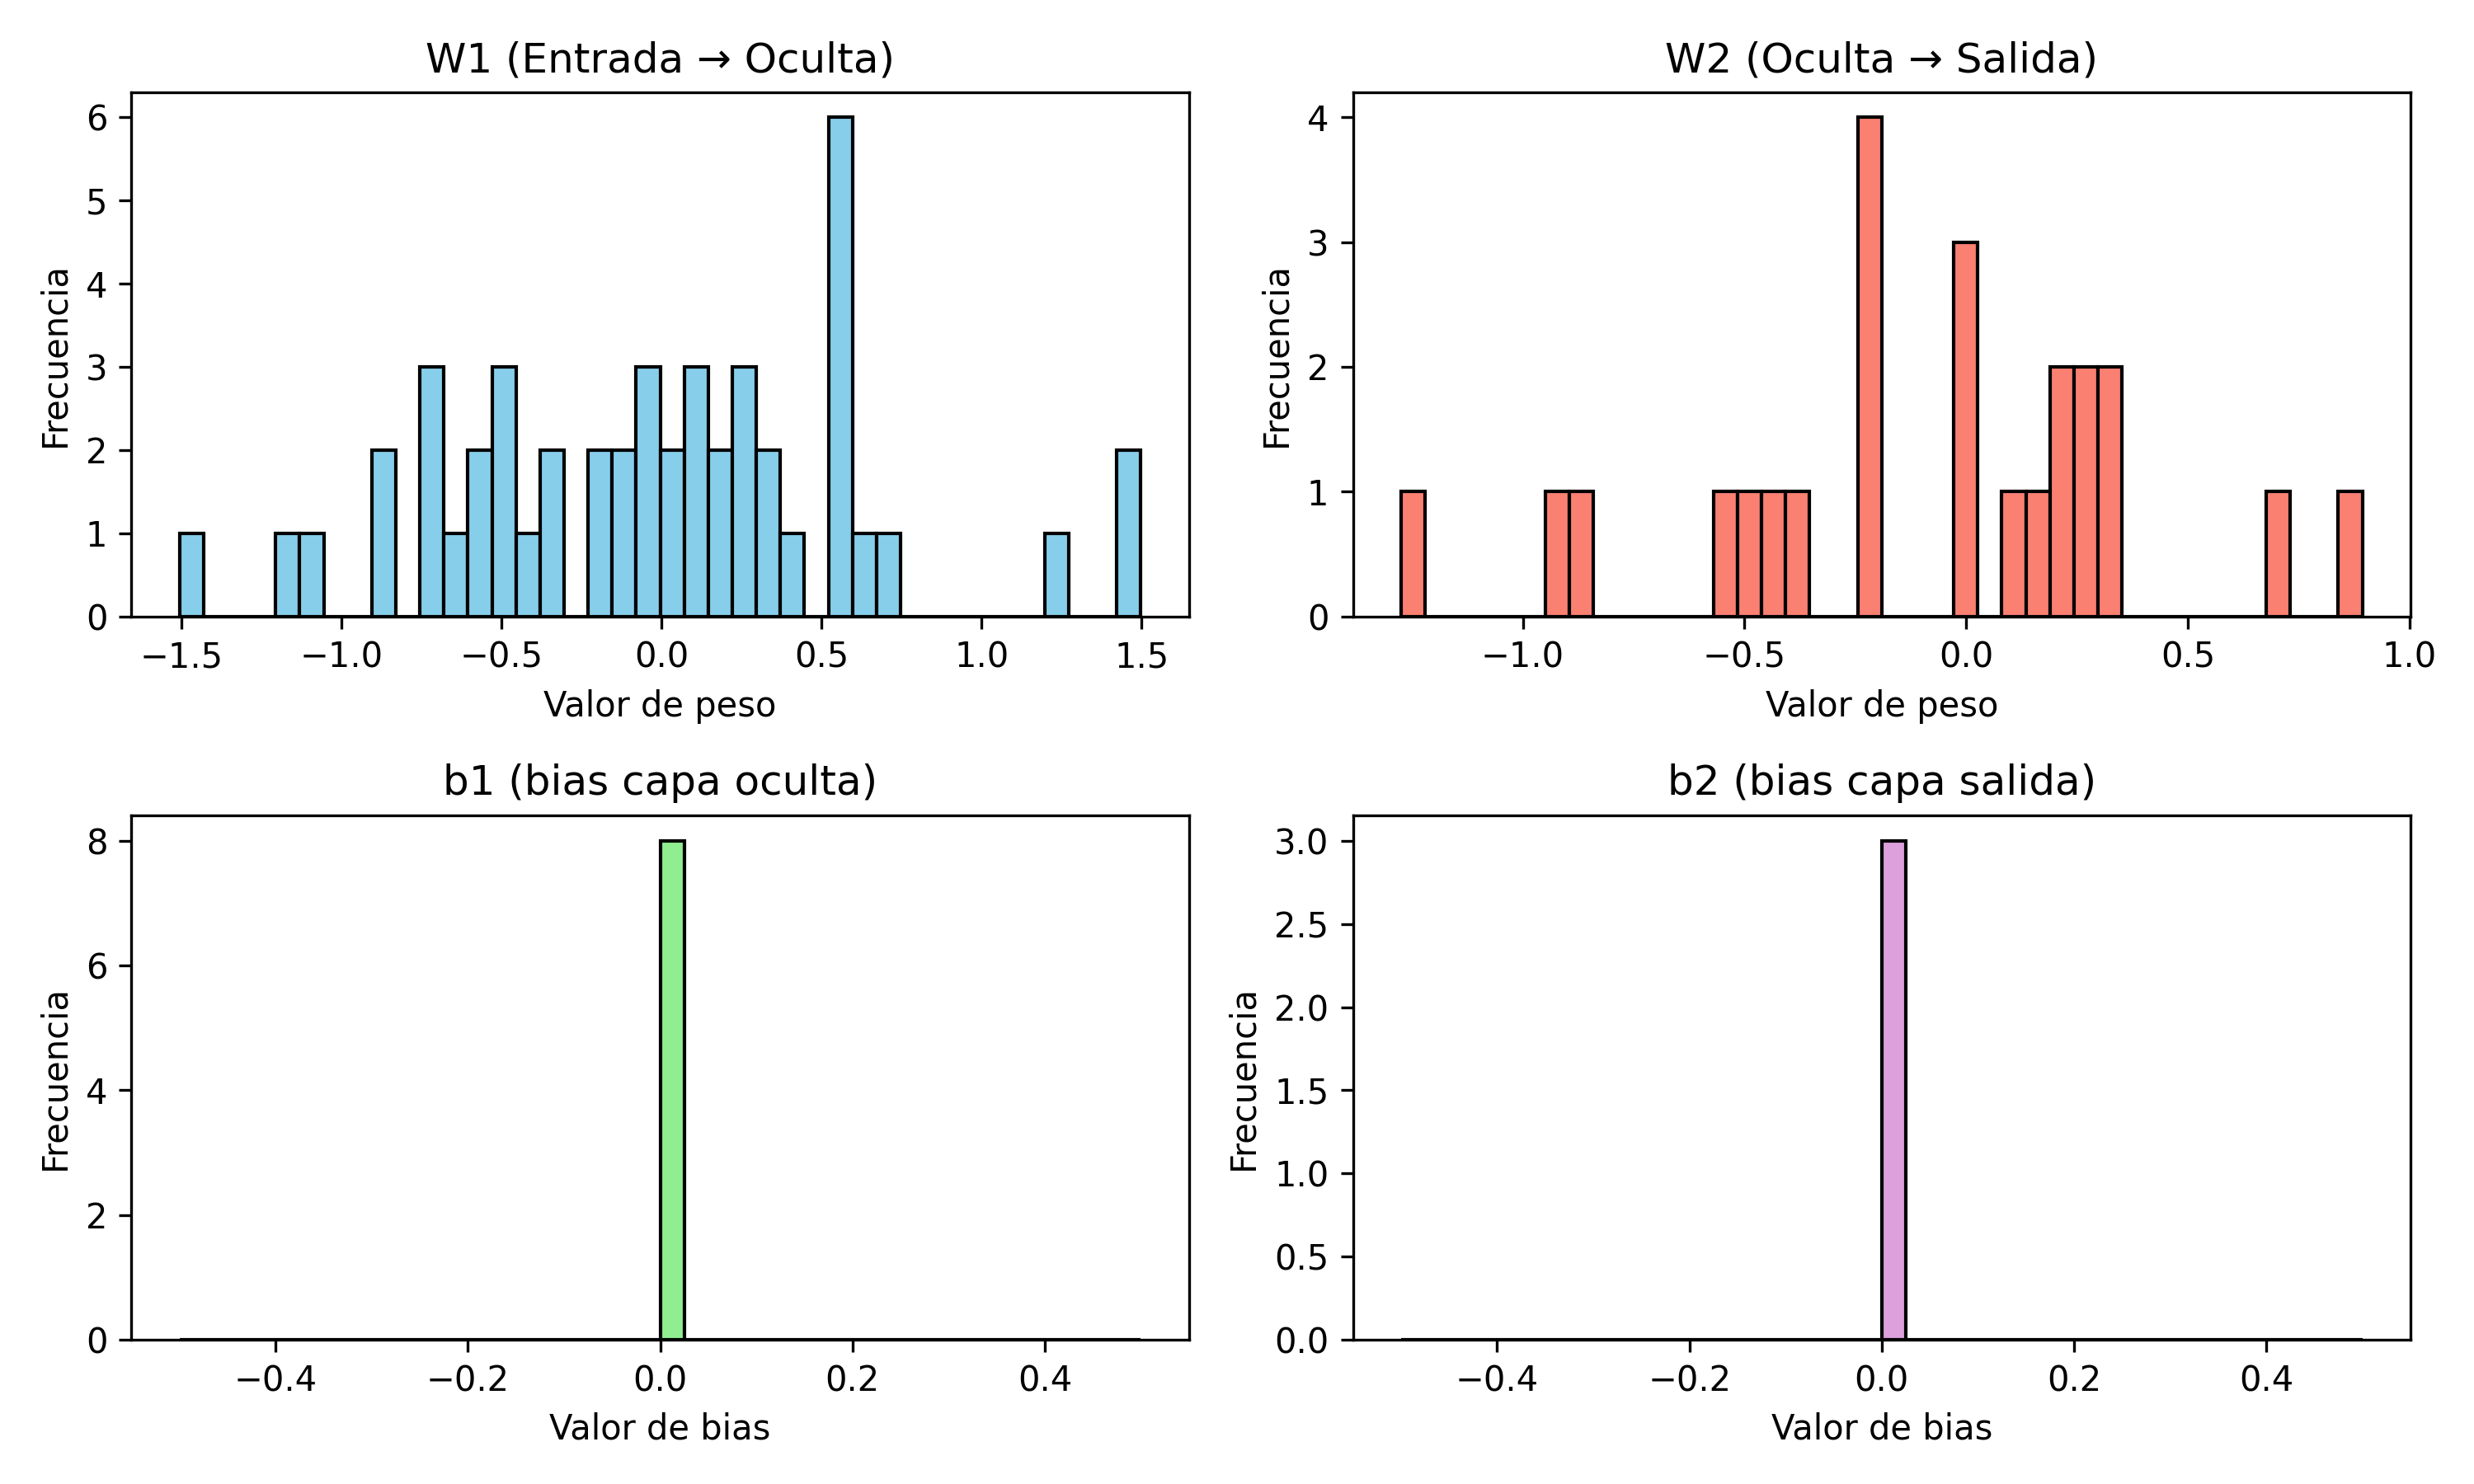 W1 (Entrada → Oculta)
Frecuencia
6
5
4
3
2
1
0
−1.5 −1.0 −0.5 0.0 0.5 1.0 1.5
Valor de peso
W2 (Oculta → Salida)
Frecuencia
4
3
2
1
0
−1.0 −0.5 0.0 0.5 1.0
Valor de peso
b1 (bias capa oculta)
Frecuencia
8
6
4
2
0
−0.4 −0.2 0.0 0.2 0.4
Valor de bias
b2 (bias capa salida)
Frecuencia
3.0
2.5
2.0
1.5
1.0
0.5
0.0
−0.4 −0.2 0.0 0.2 0.4
Valor de bias